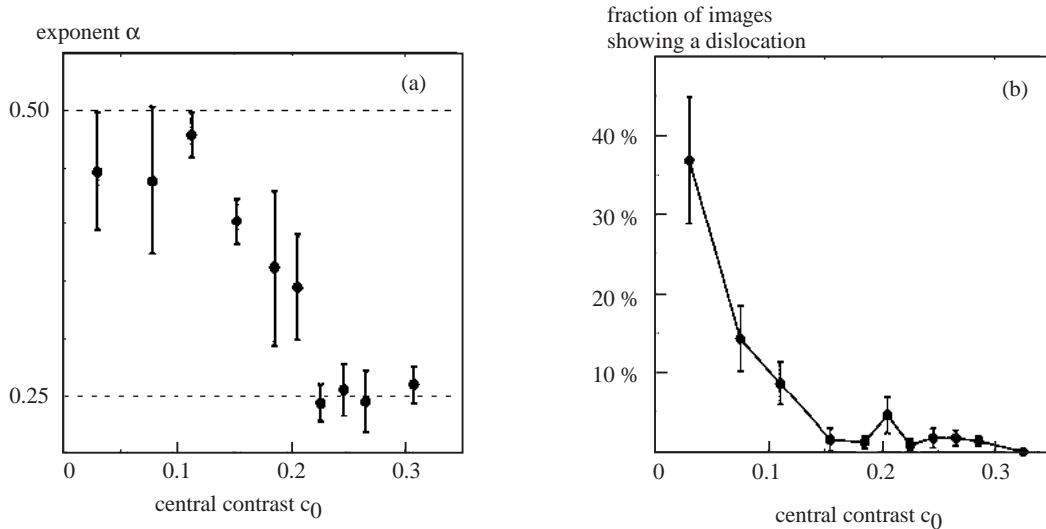 exponent α
(a)
0.50
0.25
0
0.1
0.2
0.3
central contrast c0
fraction of images
showing a dislocation
(b)
40 %
30 %
20 %
10 %
0
0.1
0.2
0.3
central contrast c0